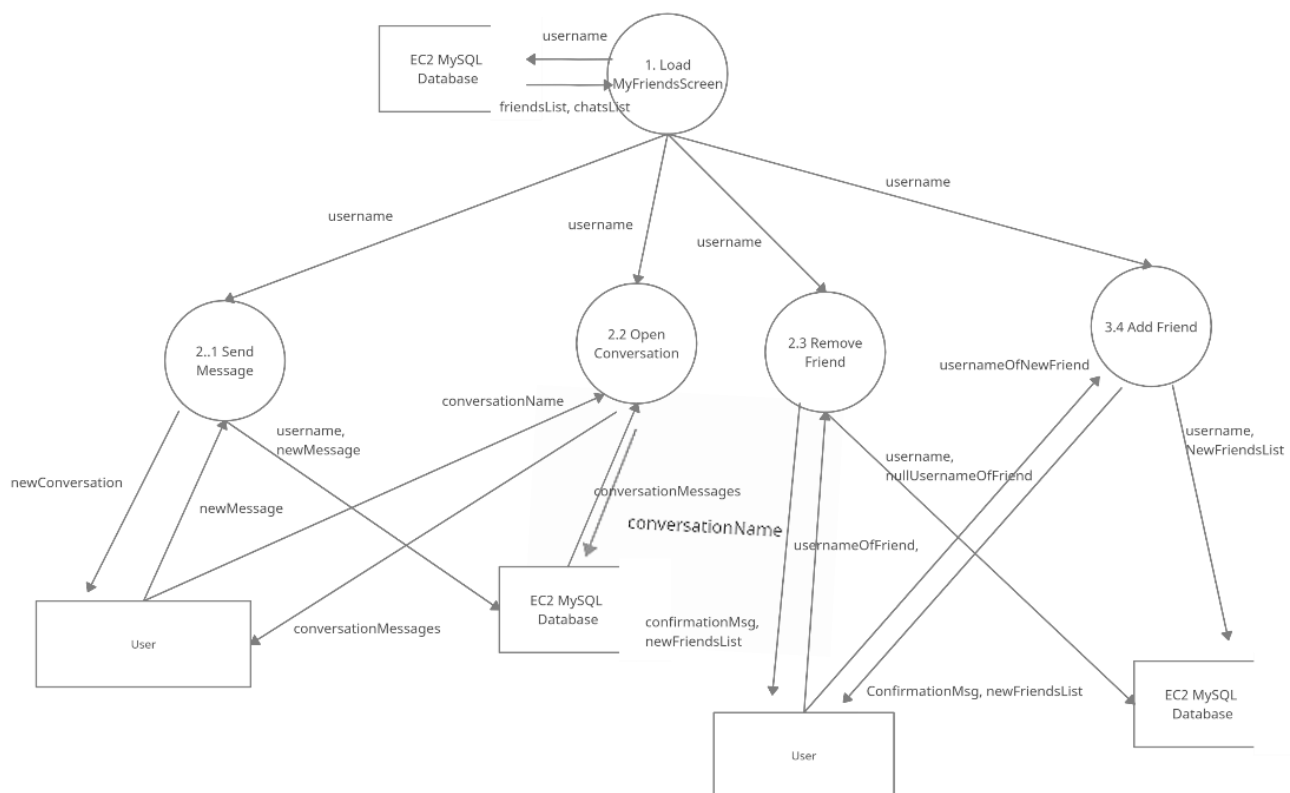 username
EC2 MySQL
Database
1. Load
MyFriendsScreen
friendsList, chatsList
username
username
username
username
2..1 Send
Message
2.2 Open
Conversation
2.3 Remove
Friend
3.4 Add Friend
usernameOfNewFriend
conversationName
username,
newMessage
username,
nullUsernameOfFriend
username,
NewFriendsList
newConversation
newMessage
conversationMessages
conversationName
usernameOfFriend,
EC2 MySQL
Database
confirmationMsg,
newFriendsList
conversationMessages
User
ConfirmationMsg, newFriendsList
EC2 MySQL
Database
User